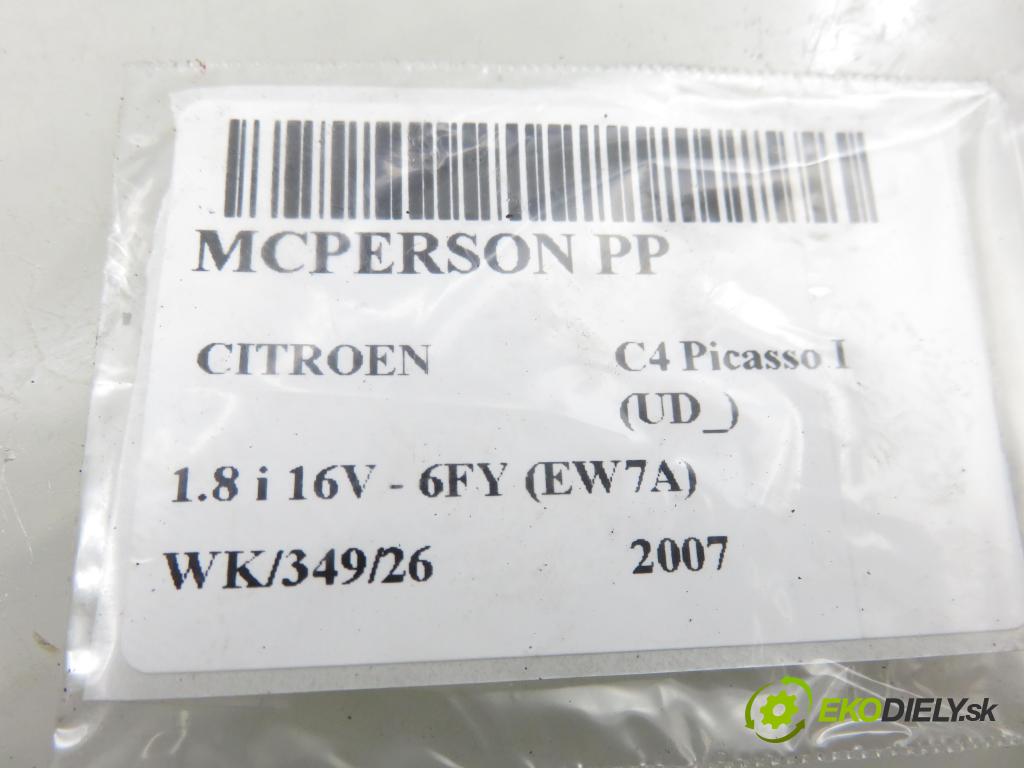 MCPERSON PP
CITROEN C4 Picasso I
(UD_)
1.8 i 16V - 6FY (EW7A)
WK/349/26 2007
EKODIELY.sk